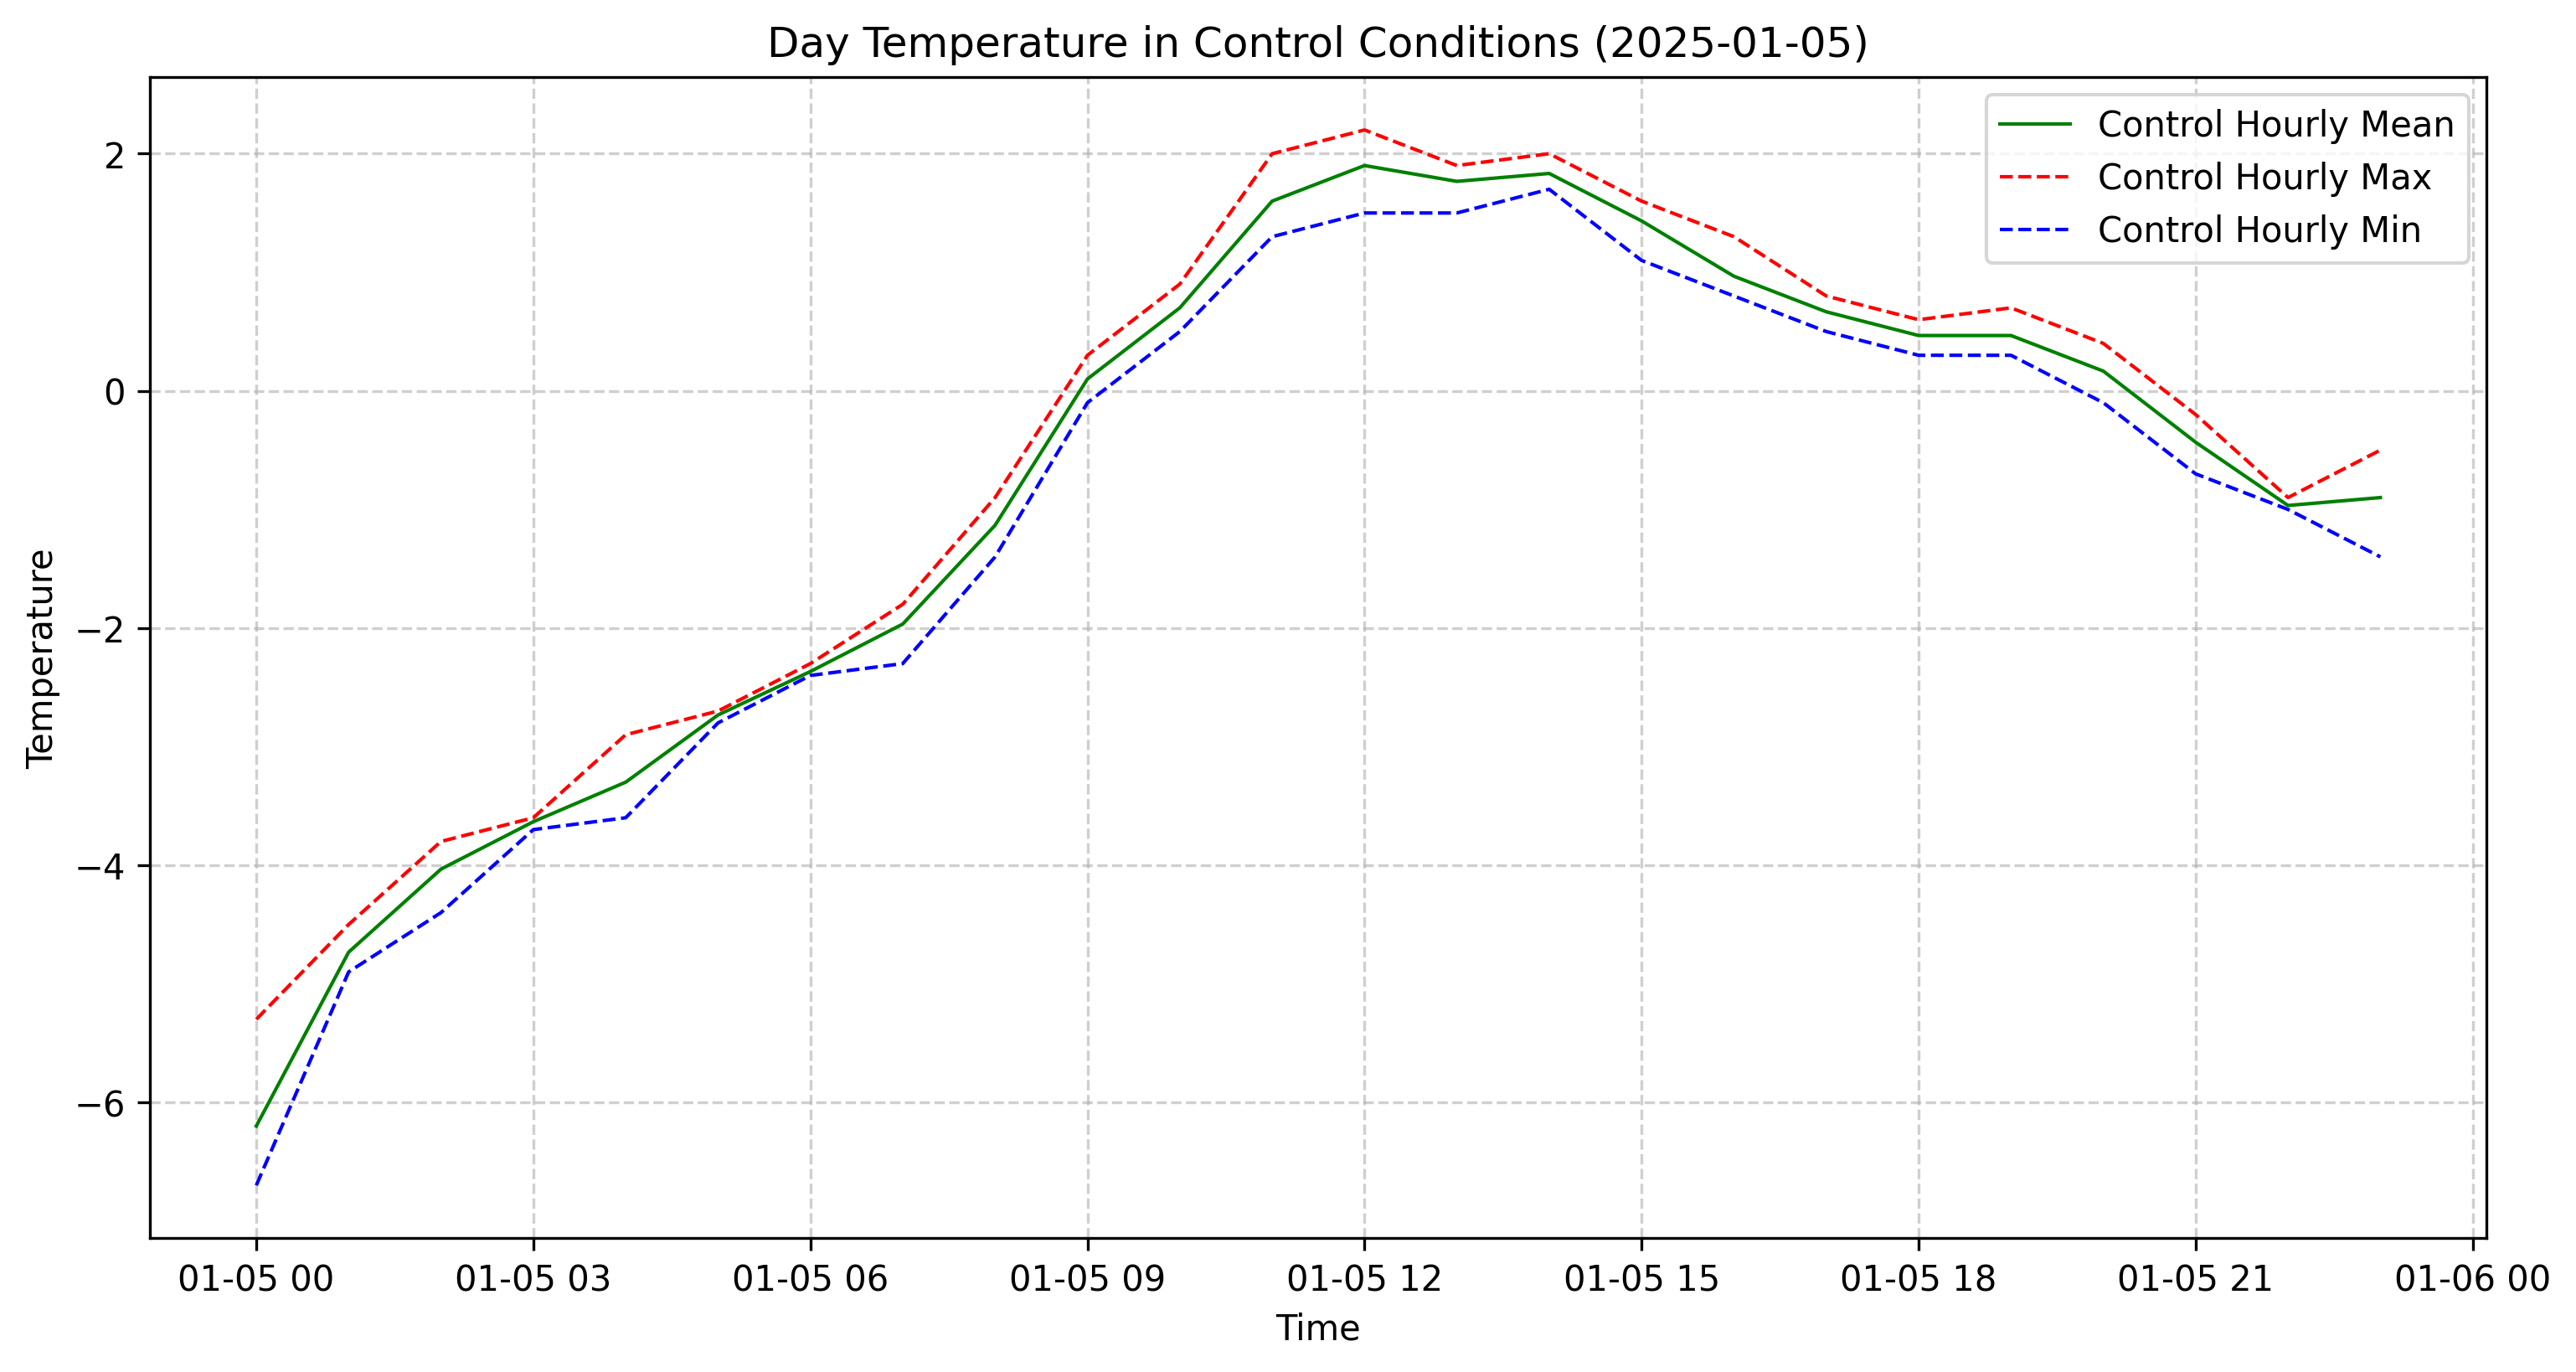 Day Temperature in Control Conditions (2025-01-05)
Control Hourly Mean
Control Hourly Max
Control Hourly Min
Temperature
2
0
−2
−4
−6
01-05 00 01-05 03 01-05 06 01-05 09 01-05 12 01-05 15 01-05 18 01-05 21 01-06 00
Time